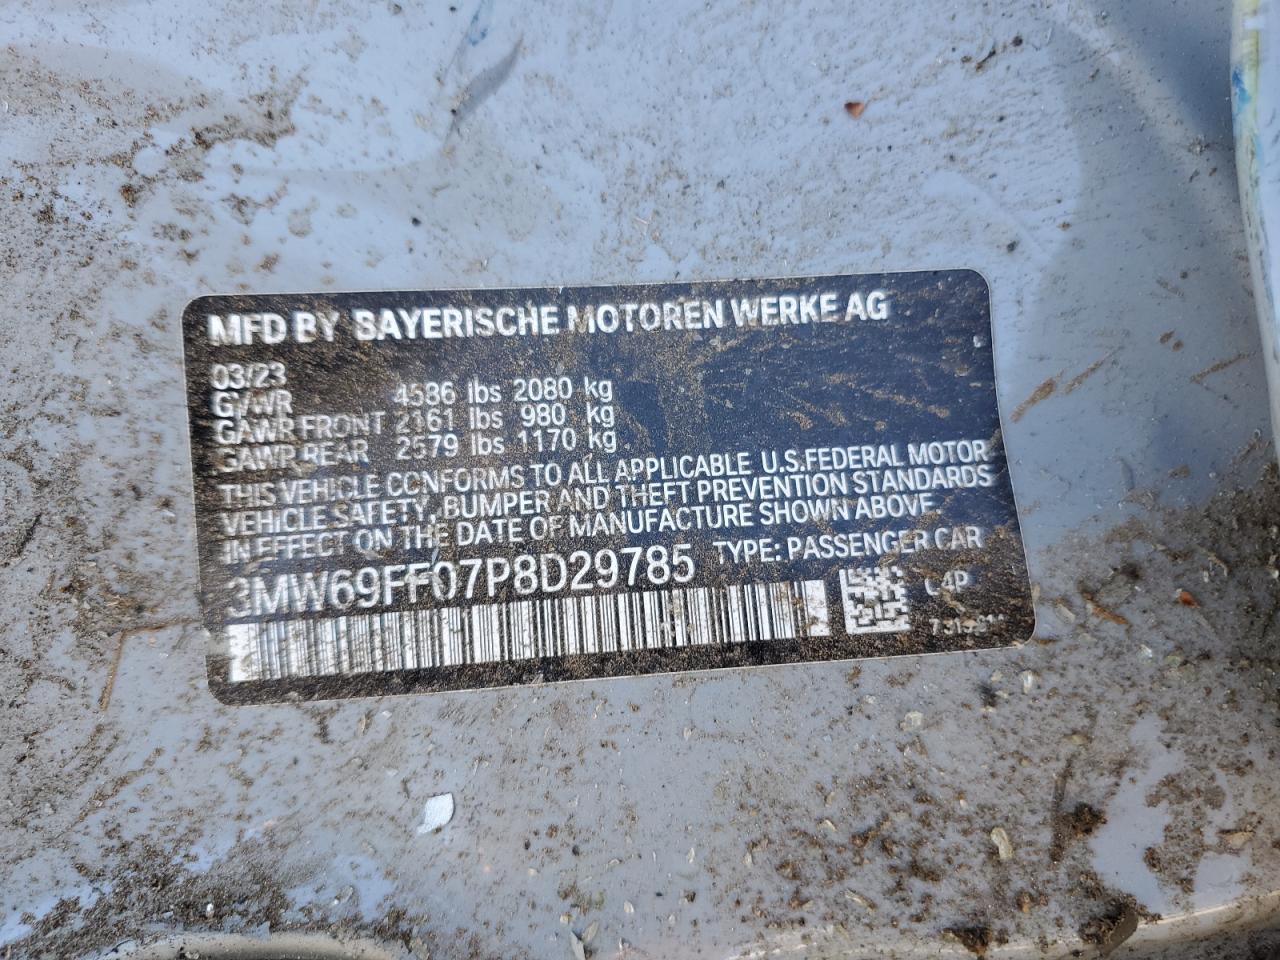 MFD BY BAYERISCHE MOTOREN WERKE AG
03/23
GVWR 4586 lbs 2080 kg
GAWR FRONT 2161 lbs 980 kg
GAWR REAR 2579 lbs 1170 kg
THIS VEHICLE CONFORMS TO ALL APPLICABLE U.S.FEDERAL MOTOR
VEHICLE SAFETY, BUMPER AND THEFT PREVENTION STANDARDS
IN EFFECT ON THE DATE OF MANUFACTURE SHOWN ABOVE.
3MW69FF07P8D29785 TYPE: PASSENGER CAR